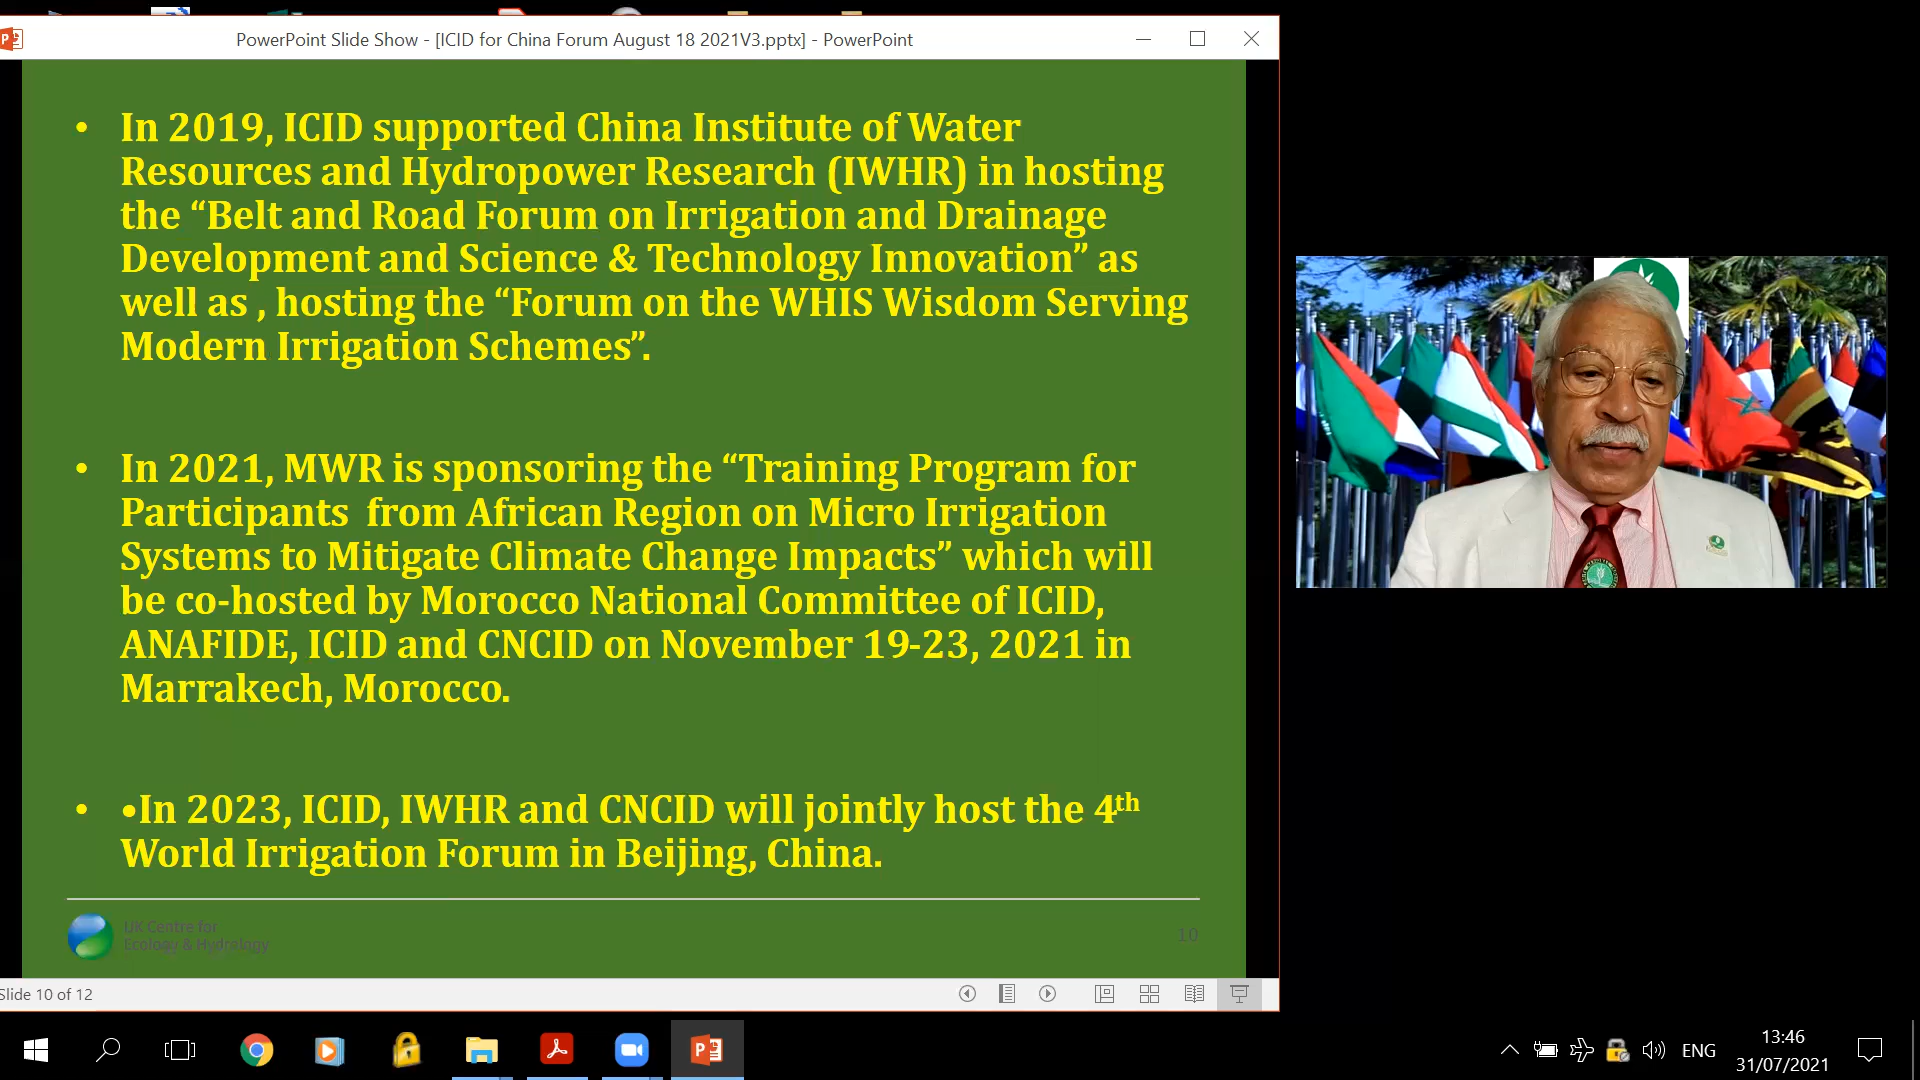 PowerPoint Slide Show - [ICID for China Forum August 18 2021V3.pptx] - PowerPoint
• In 2019, ICID supported China Institute of Water
Resources and Hydropower Research (IWHR) in hosting
the “Belt and Road Forum on Irrigation and Drainage
Development and Science & Technology Innovation” as
well as , hosting the “Forum on the WHIS Wisdom Serving
Modern Irrigation Schemes”.
• In 2021, MWR is sponsoring the “Training Program for
Participants from African Region on Micro Irrigation
Systems to Mitigate Climate Change Impacts” which will
be co-hosted by Morocco National Committee of ICID,
ANAFIDE, ICID and CNCID on November 19-23, 2021 in
Marrakech, Morocco.
• •In 2023, ICID, IWHR and CNCID will jointly host the 4th
World Irrigation Forum in Beijing, China.
UK Centre for
Ecology & Hydrology
10
Slide 10 of 12
ENG
13:46
31/07/2021